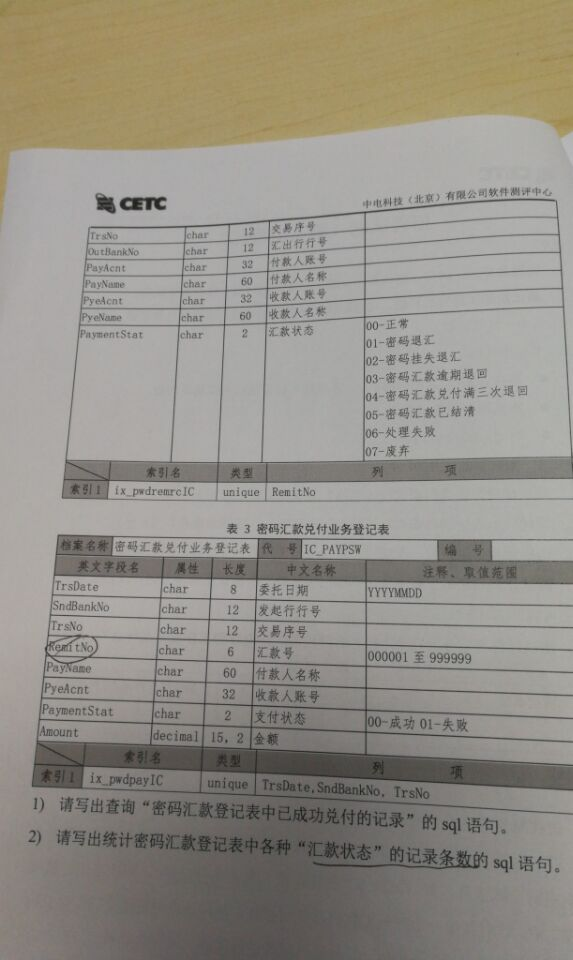 CETC
中电科技（北京）有限公司软件测评中心
TrsNo char 12 交易序号
OutBankNo char 12 汇出行行号
PayAcnt char 32 付款人账号
PayName char 60 付款人名称
PyeAcnt char 32 收款人账号
PyeName char 60 收款人名称
PaymentStat char 2 汇款状态 00-正常
01-密码退汇
02-密码挂失退汇
03-密码汇款逾期退回
04-密码汇款兑付满三次退回
05-密码汇款已结清
06-处理失败
07-废弃
索引名 类型 列 项
索引1 ix_pwdremrcIC unique RemitNo
表 3 密码汇款兑付业务登记表
档案名称 密码汇款兑付业务登记表 代 号 IC_PAYPSW 编 号
英文字段名 属性 长度 中文名称 注释、取值范围
TrsDate char 8 委托日期 YYYYMMDD
SndBankNo char 12 发起行行号
TrsNo char 12 交易序号
RemitNo char 6 汇款号 000001 至 999999
PayName char 60 付款人名称
PyeAcnt char 32 收款人账号
PaymentStat char 2 支付状态 00-成功 01-失败
Amount decimal 15, 2 金额
索引名 类型 列 项
索引1 ix_pwdpayIC unique TrsDate,SndBankNo, TrsNo
1) 请写出查询“密码汇款登记表中已成功兑付的记录”的 sql 语句。
2) 请写出统计密码汇款登记表中各种“汇款状态”的记录条数的 sql 语句。